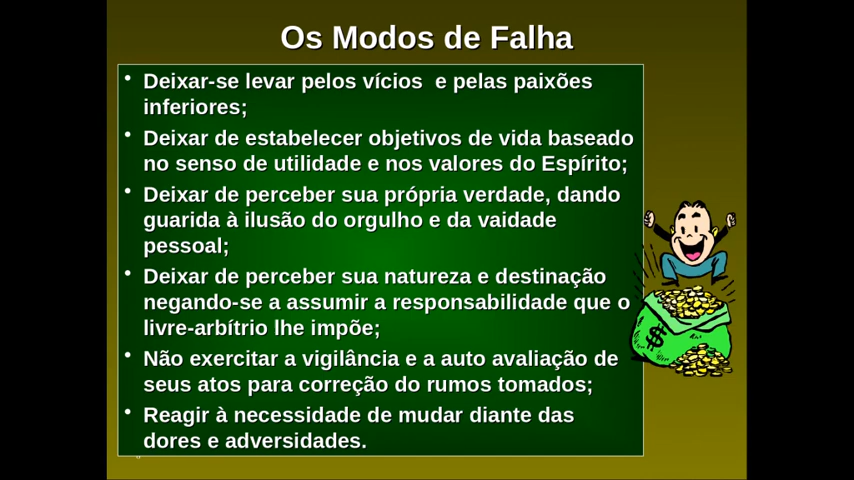 Os Modos de Falha
• Deixar-se levar pelos vícios e pelas paixões
inferiores;
• Deixar de estabelecer objetivos de vida baseado
no senso de utilidade e nos valores do Espírito;
• Deixar de perceber sua própria verdade, dando
guarida à ilusão do orgulho e da vaidade
pessoal;
• Deixar de perceber sua natureza e destinação
negando-se a assumir a responsabilidade que o
livre-arbítrio lhe impõe;
• Não exercitar a vigilância e a auto avaliação de
seus atos para correção do rumos tomados;
• Reagir à necessidade de mudar diante das
dores e adversidades.
$